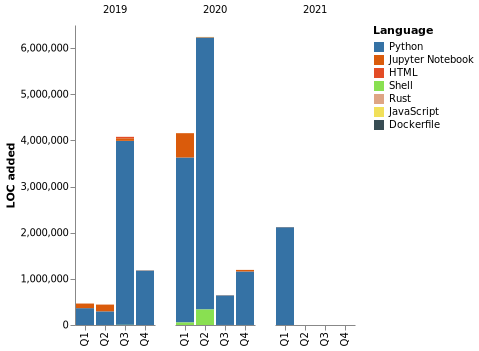 2019 2020 2021
Language
Python
Jupyter Notebook
HTML
Shell
Rust
JavaScript
Dockerfile
LOC added
6,000,000
5,000,000
4,000,000
3,000,000
2,000,000
1,000,000
0
Q1 Q2 Q3 Q4 Q1 Q2 Q3 Q4 Q1 Q2 Q3 Q4